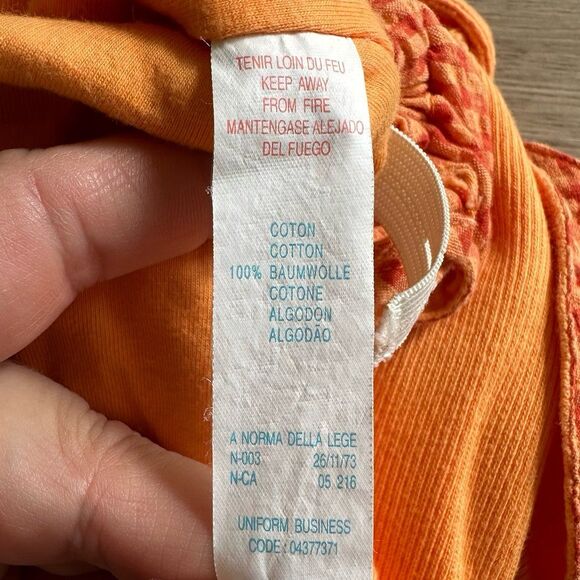 TENIR LOIN DU FEU
KEEP AWAY
FROM FIRE
MANTENGASE ALEJADO
DEL FUEGO
COTON
COTTON
100% BAUMWOLLE
COTONE
ALGODON
ALGODÃO
A NORMA DELLA LEGE
N-003 26/11/73
N-CA 05 216
UNIFORM BUSINESS
CODE : 04377371